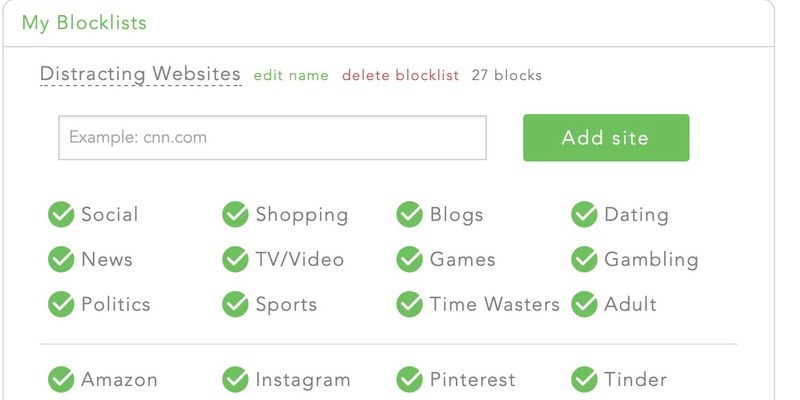 My Blocklists
Distracting Websites edit name delete blocklist 27 blocks
Example: cnn.com Add site
Social Shopping Blogs Dating
News TV/Video Games Gambling
Politics Sports Time Wasters Adult
Amazon Instagram Pinterest Tinder